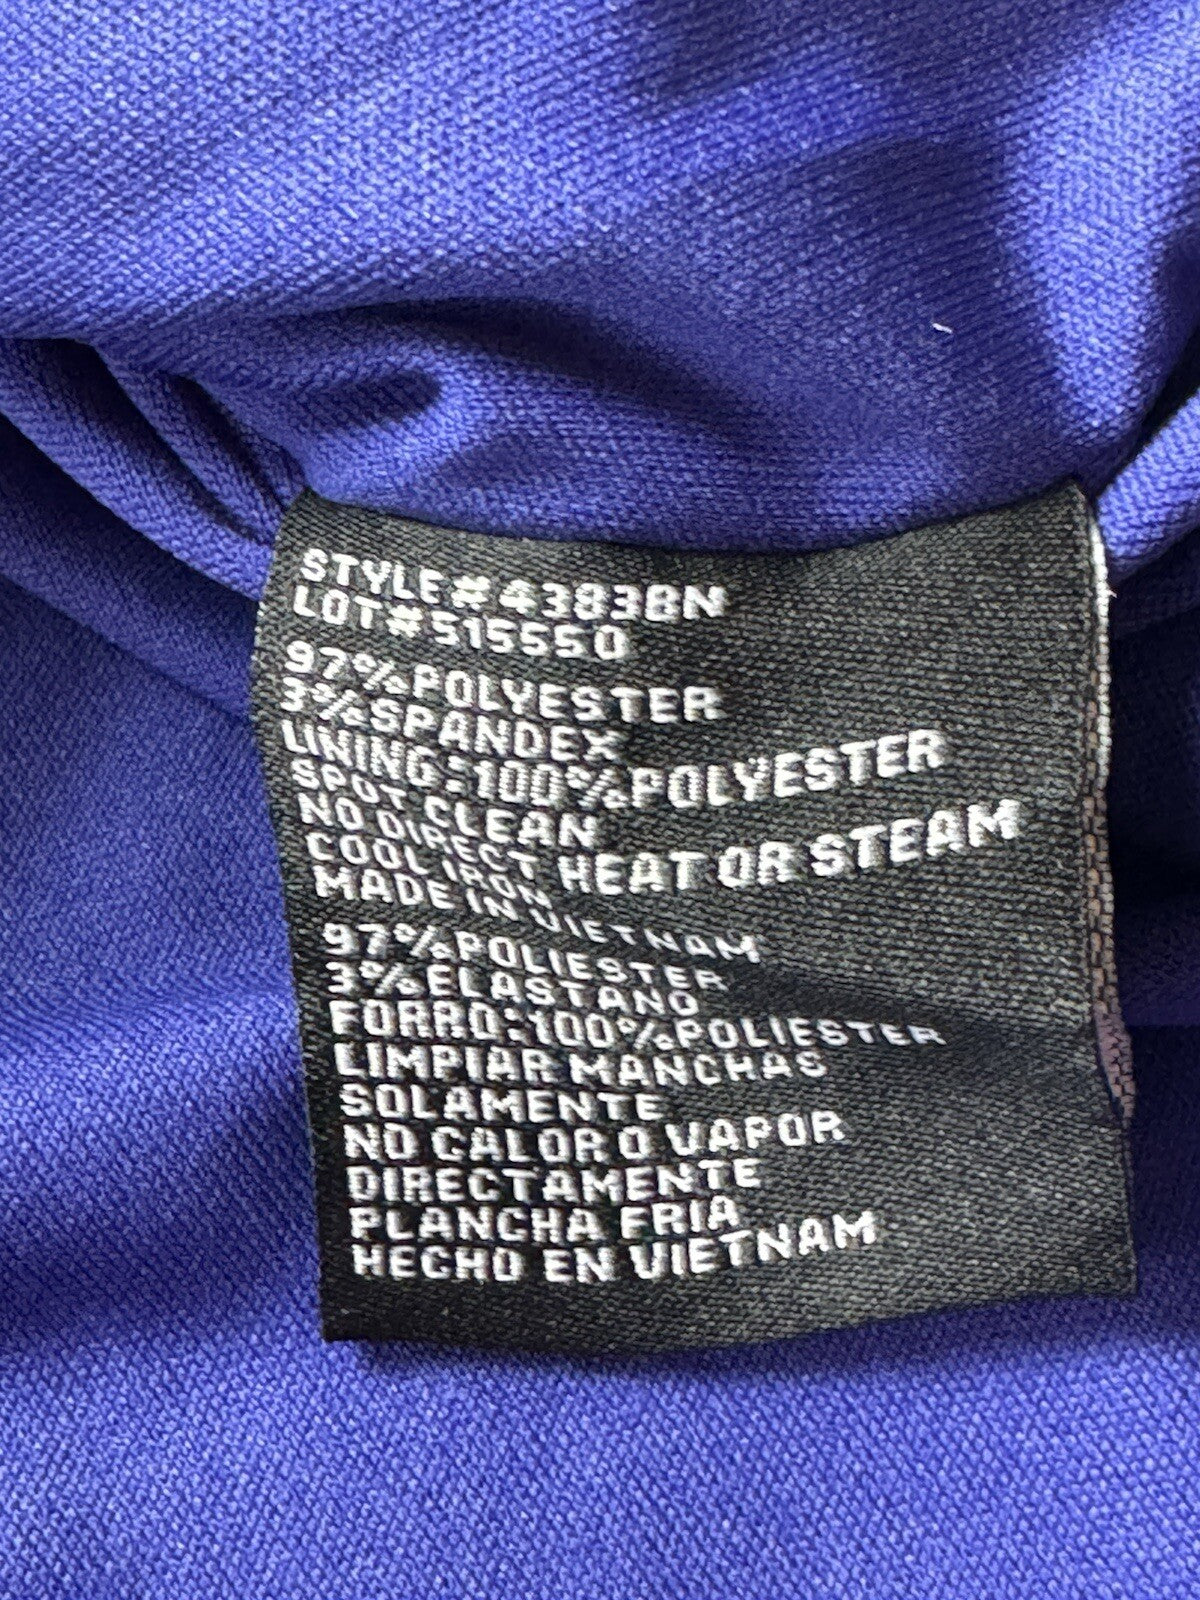 STYLE#43838N
LOT#515550
97%POLYESTER
3%SPANDEX
LINING:100%POLYESTER
SPOT CLEAN
NO DIRECT HEAT OR STEAM
COOL IRON
MADE IN VIETNAM
97%POLIESTER
3%ELASTANO
FORRO:100%POLIESTER
LIMPIAR MANCHAS
SOLAMENTE
NO CALOR O VAPOR
DIRECTAMENTE
PLANCHA FRIA
HECHO EN VIETNAM